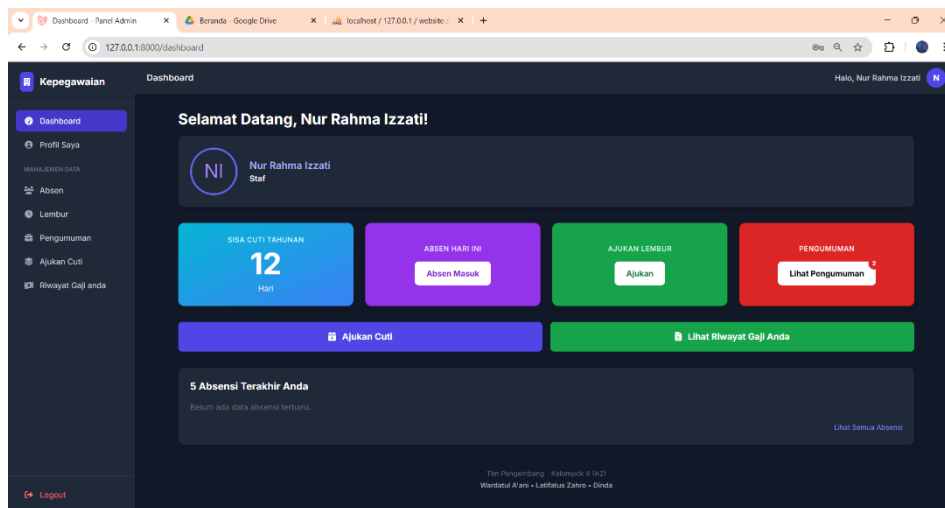 Dashboard - Panel Admin
Beranda - Google Drive
localhost / 127.0.0.1 / website /
127.0.0.1:8000/dashboard
Kepegawaian
Dashboard
Halo, Nur Rahma Izzati
N
Dashboard
Profil Saya
MANAJEMEN DATA
Absen
Lembur
Pengumuman
Ajukan Cuti
Riwayat Gaji anda
Logout
Selamat Datang, Nur Rahma Izzati!
NI
Nur Rahma Izzati
Staf
SISA CUTI TAHUNAN
12
Hari
ABSEN HARI INI
Absen Masuk
AJUKAN LEMBUR
Ajukan
PENGUMUMAN
Lihat Pengumuman
2
Ajukan Cuti
Lihat Riwayat Gaji Anda
5 Absensi Terakhir Anda
Belum ada data absensi terbaru.
Lihat Semua Absensi
Tim Pengembang - Kelompok 4 (A2)
Wardatul A'ani • Latifatus Zahro • Dinda